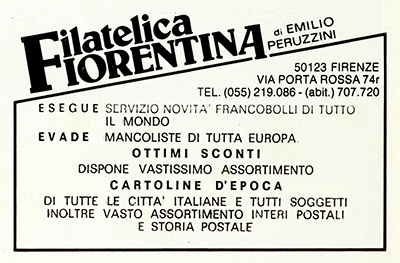 Filatelica
FIORENTINA
di EMILIO
PERUZZINI
50123 FIRENZE
VIA PORTA ROSSA 74r
TEL. (055) 219.086 - (abit.) 707.720
ESEGUE SERVIZIO NOVITA' FRANCOBOLLI DI TUTTO
IL MONDO
EVADE MANCOLISTE DI TUTTA EUROPA
OTTIMI SCONTI
DISPONE VASTISSIMO ASSORTIMENTO
CARTOLINE D'EPOCA
DI TUTTE LE CITTA' ITALIANE E TUTTI SOGGETTI
INOLTRE VASTO ASSORTIMENTO INTERI POSTALI
E STORIA POSTALE